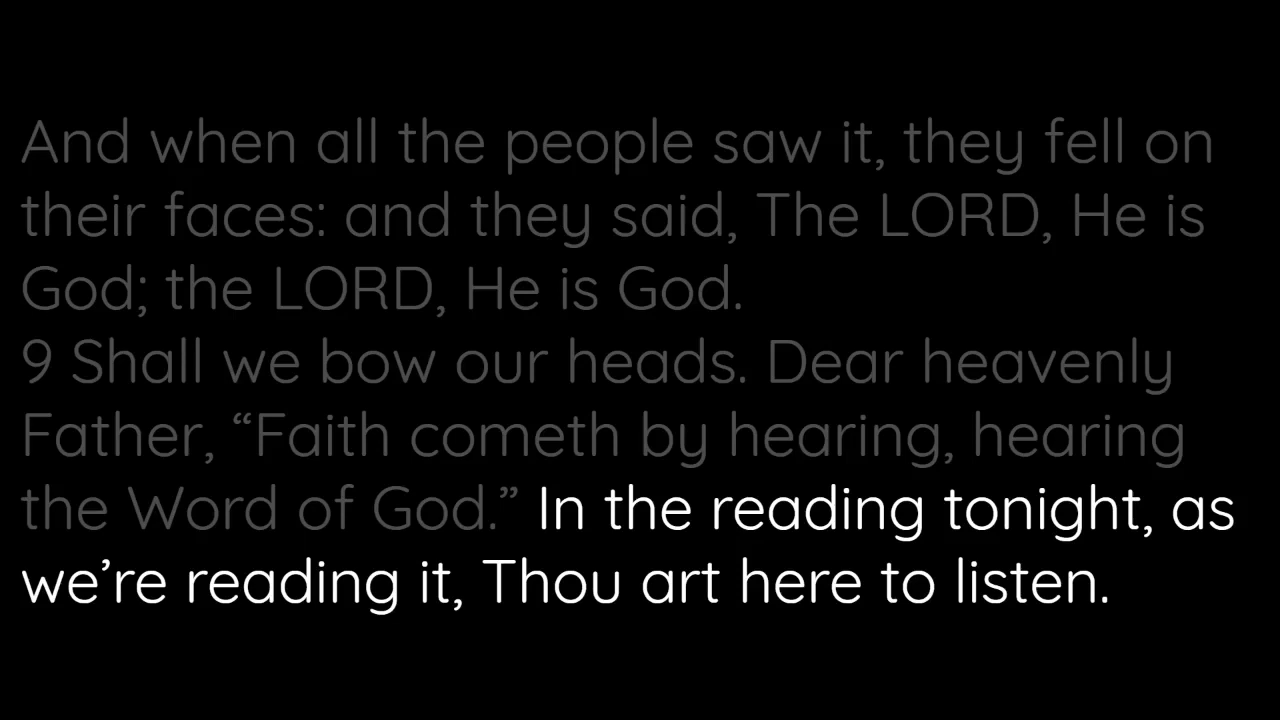 And when all the people saw it, they fell on
their faces: and they said, The LORD, He is
God; the LORD, He is God.
9 Shall we bow our heads. Dear heavenly
Father, “Faith cometh by hearing, hearing
the Word of God.” In the reading tonight, as
we’re reading it, Thou art here to listen.